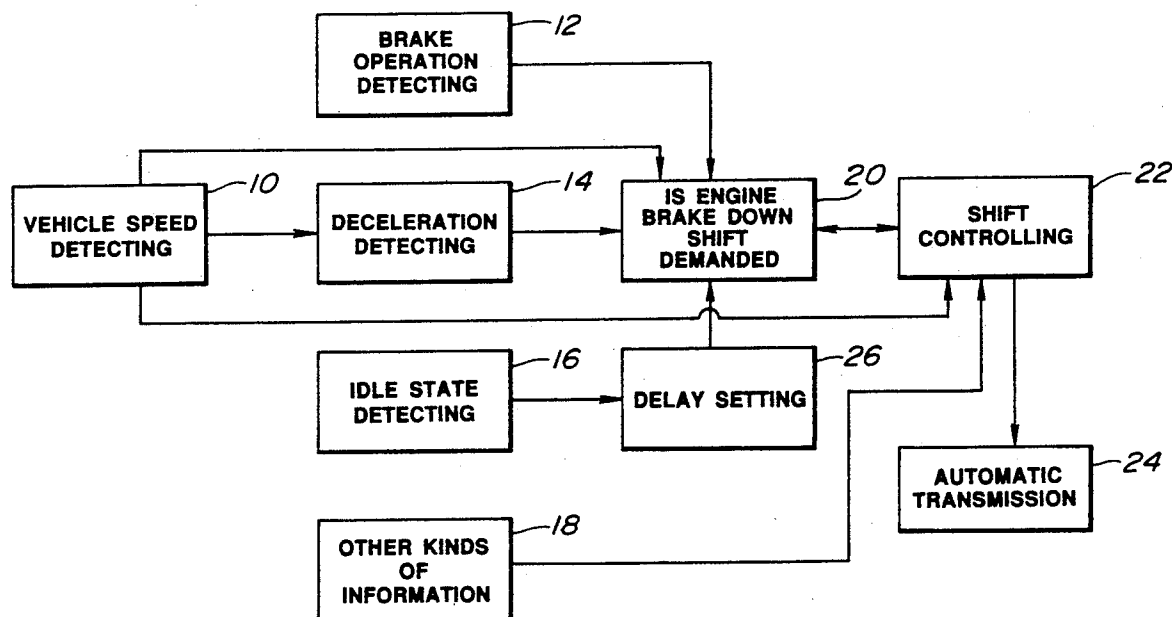 BRAKE
OPERATION
DETECTING
12
VEHICLE SPEED
DETECTING
10
DECELERATION
DETECTING
14
IS ENGINE
BRAKE DOWN
SHIFT
DEMANDED
20
SHIFT
CONTROLLING
22
IDLE STATE
DETECTING
16
DELAY SETTING
26
AUTOMATIC
TRANSMISSION
24
OTHER KINDS
OF
INFORMATION
18